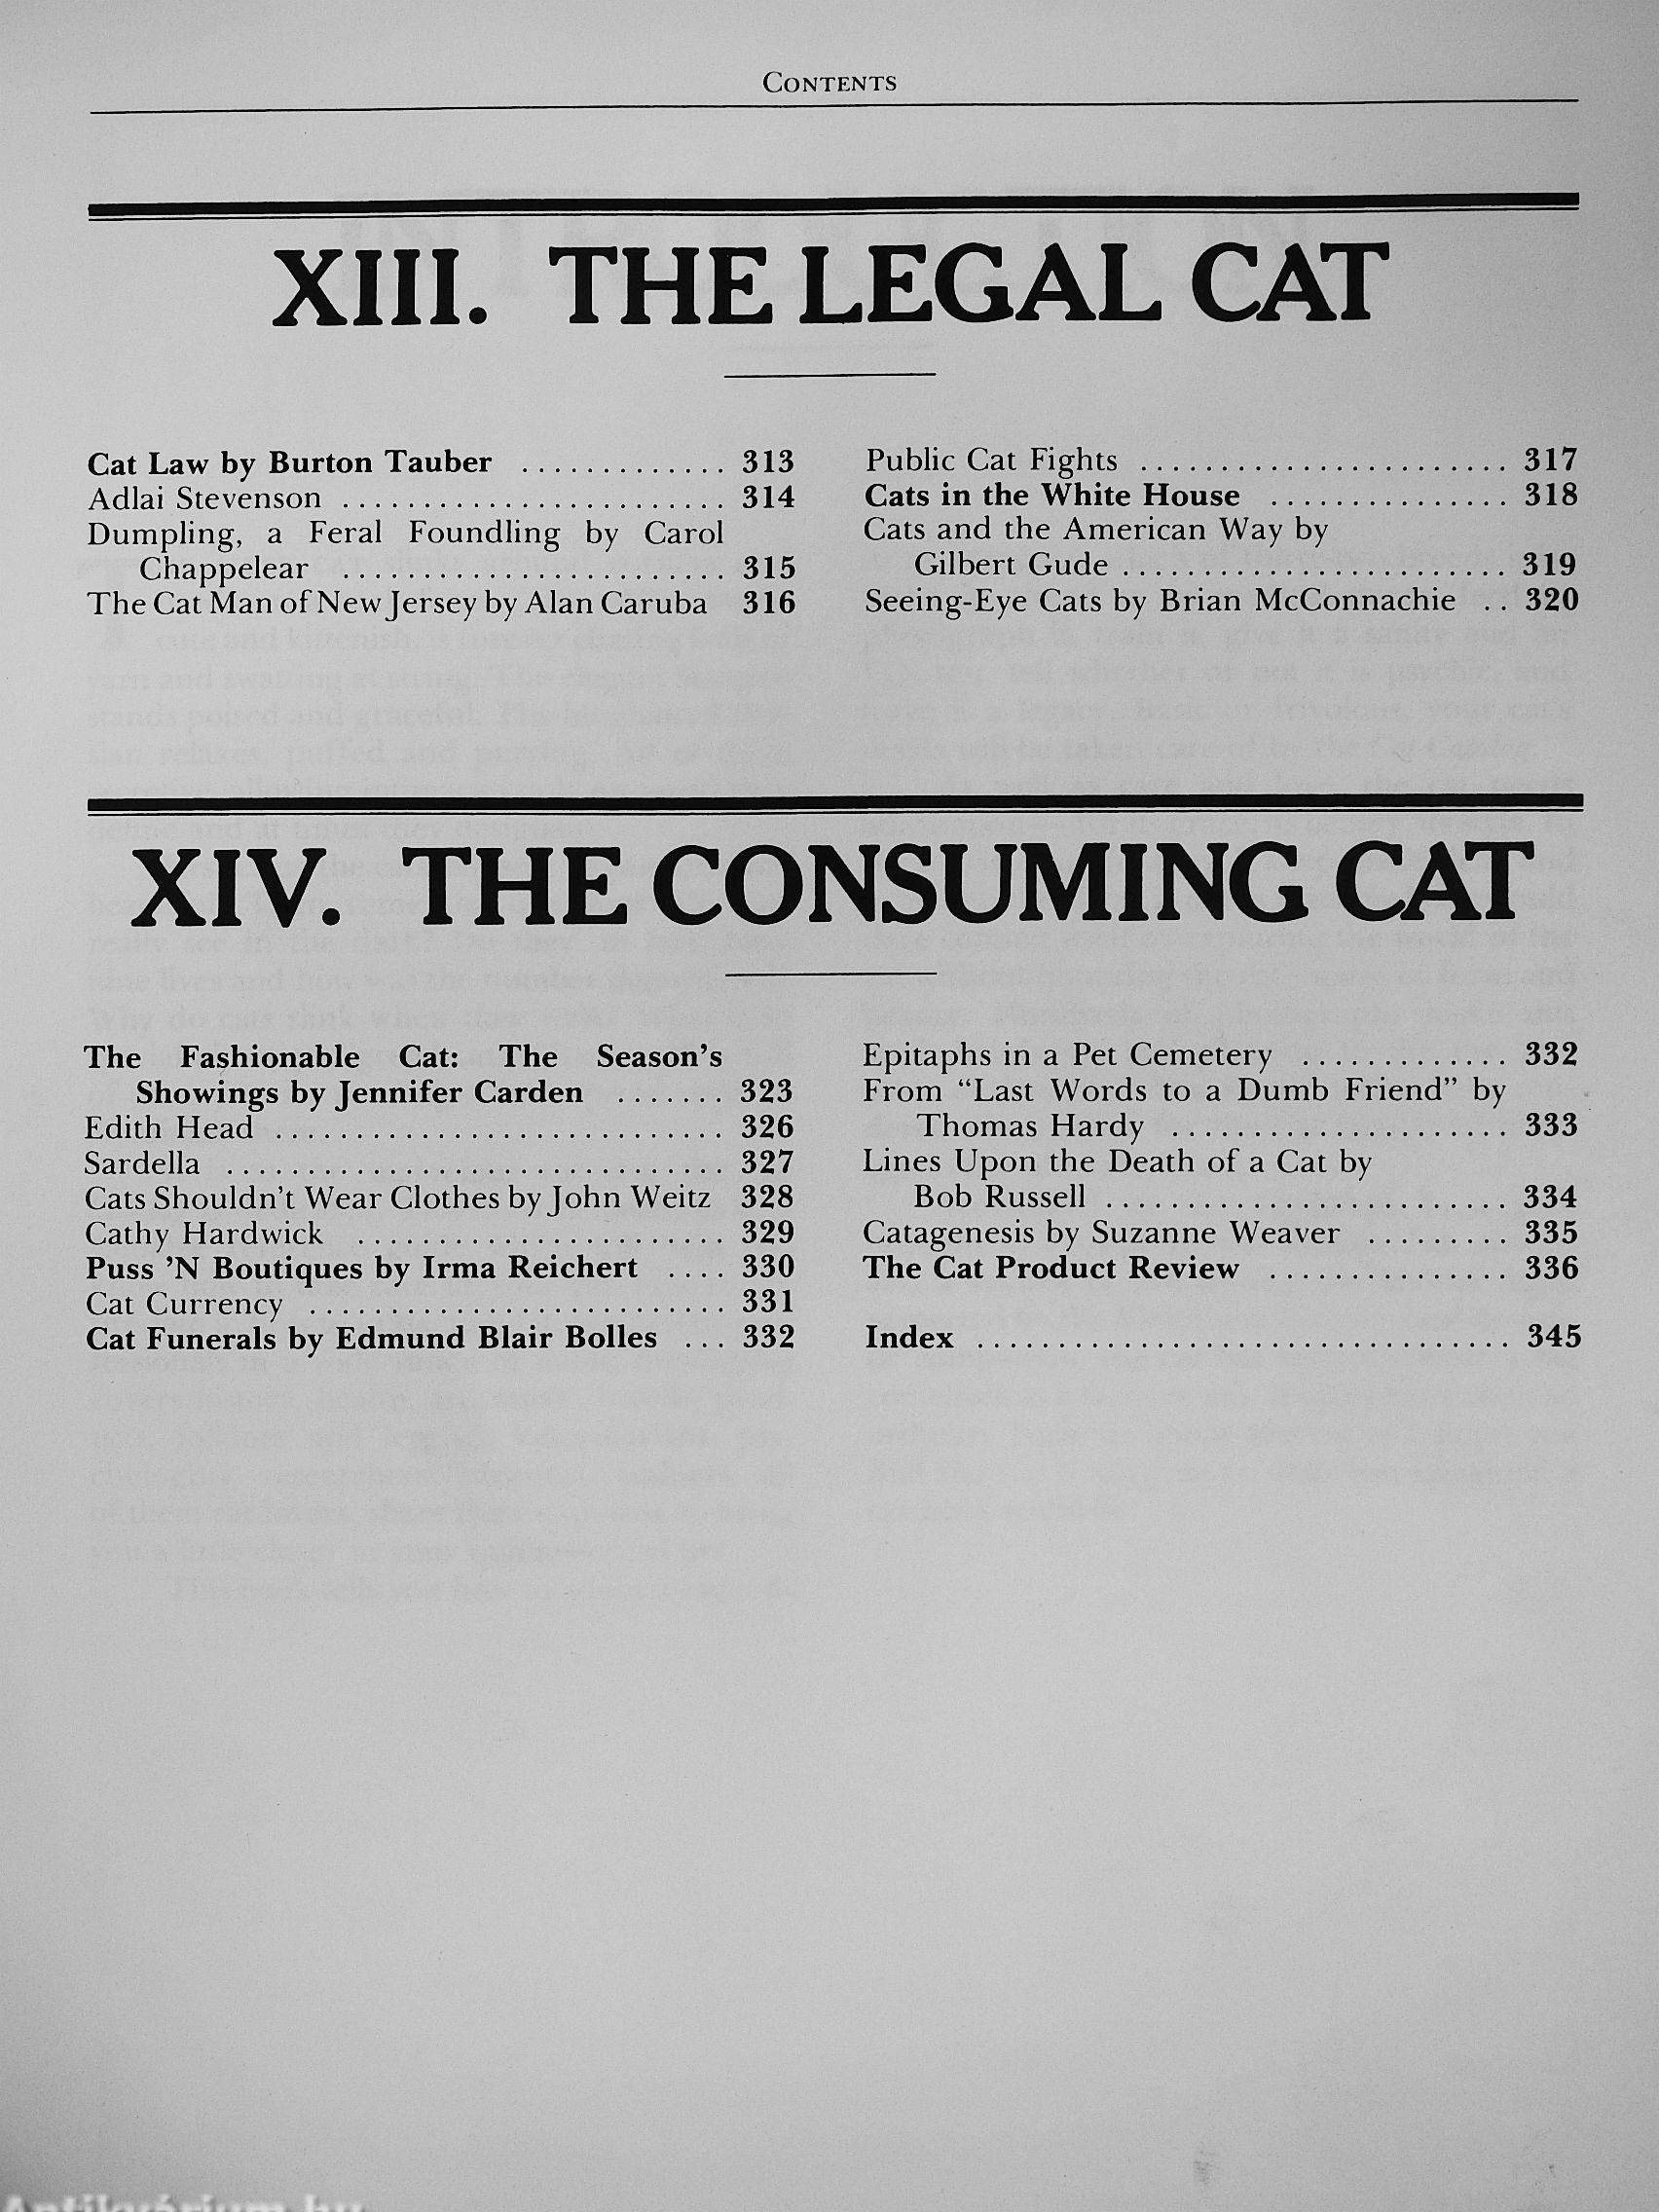 CONTENTS
XIII. THE LEGAL CAT
Cat Law by Burton Tauber ............. 313
Adlai Stevenson ........................ 314
Dumpling, a Feral Foundling by Carol
Chappelear ........................ 315
The Cat Man of New Jersey by Alan Caruba 316
Public Cat Fights ....................... 317
Cats in the White House ............... 318
Cats and the American Way by
Gilbert Gude ........................ 319
Seeing-Eye Cats by Brian McConnachie .. 320
XIV. THE CONSUMING CAT
The Fashionable Cat: The Season's
Showings by Jennifer Carden ....... 323
Edith Head ............................ 326
Sardella ............................... 327
Cats Shouldn't Wear Clothes by John Weitz 328
Cathy Hardwick ....................... 329
Puss 'N Boutiques by Irma Reichert .... 330
Cat Currency .......................... 331
Cat Funerals by Edmund Blair Bolles ... 332
Epitaphs in a Pet Cemetery ............. 332
From "Last Words to a Dumb Friend" by
Thomas Hardy ..................... 333
Lines Upon the Death of a Cat by
Bob Russell ......................... 334
Catagenesis by Suzanne Weaver ......... 335
The Cat Product Review ............... 336
Index ................................. 345
Antikvárium.hu